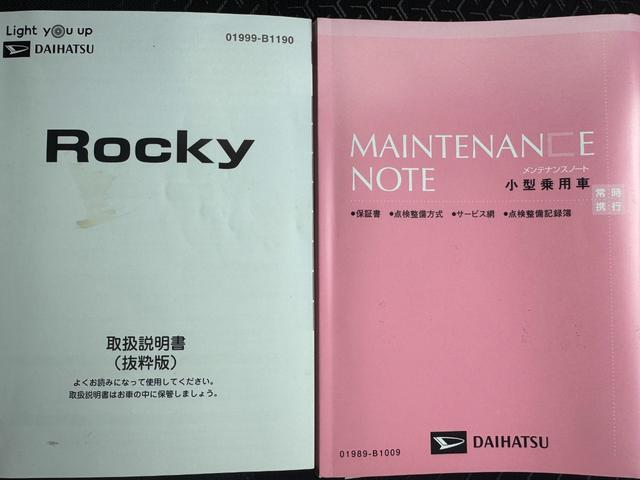 Light you up
DAIHATSU
01999-B1190
Rocky
取扱説明書
(抜粋版)
よくお読みになって使用してください。
取扱説明書はお車の中に保管しましょう。
MAINTENANCE
NOTE
メンテナンスノート
小型乗用車
常時
携行
●保証書 ●点検整備方式 ●サービス網 ●点検整備記録簿
01989-B1009
DAIHATSU